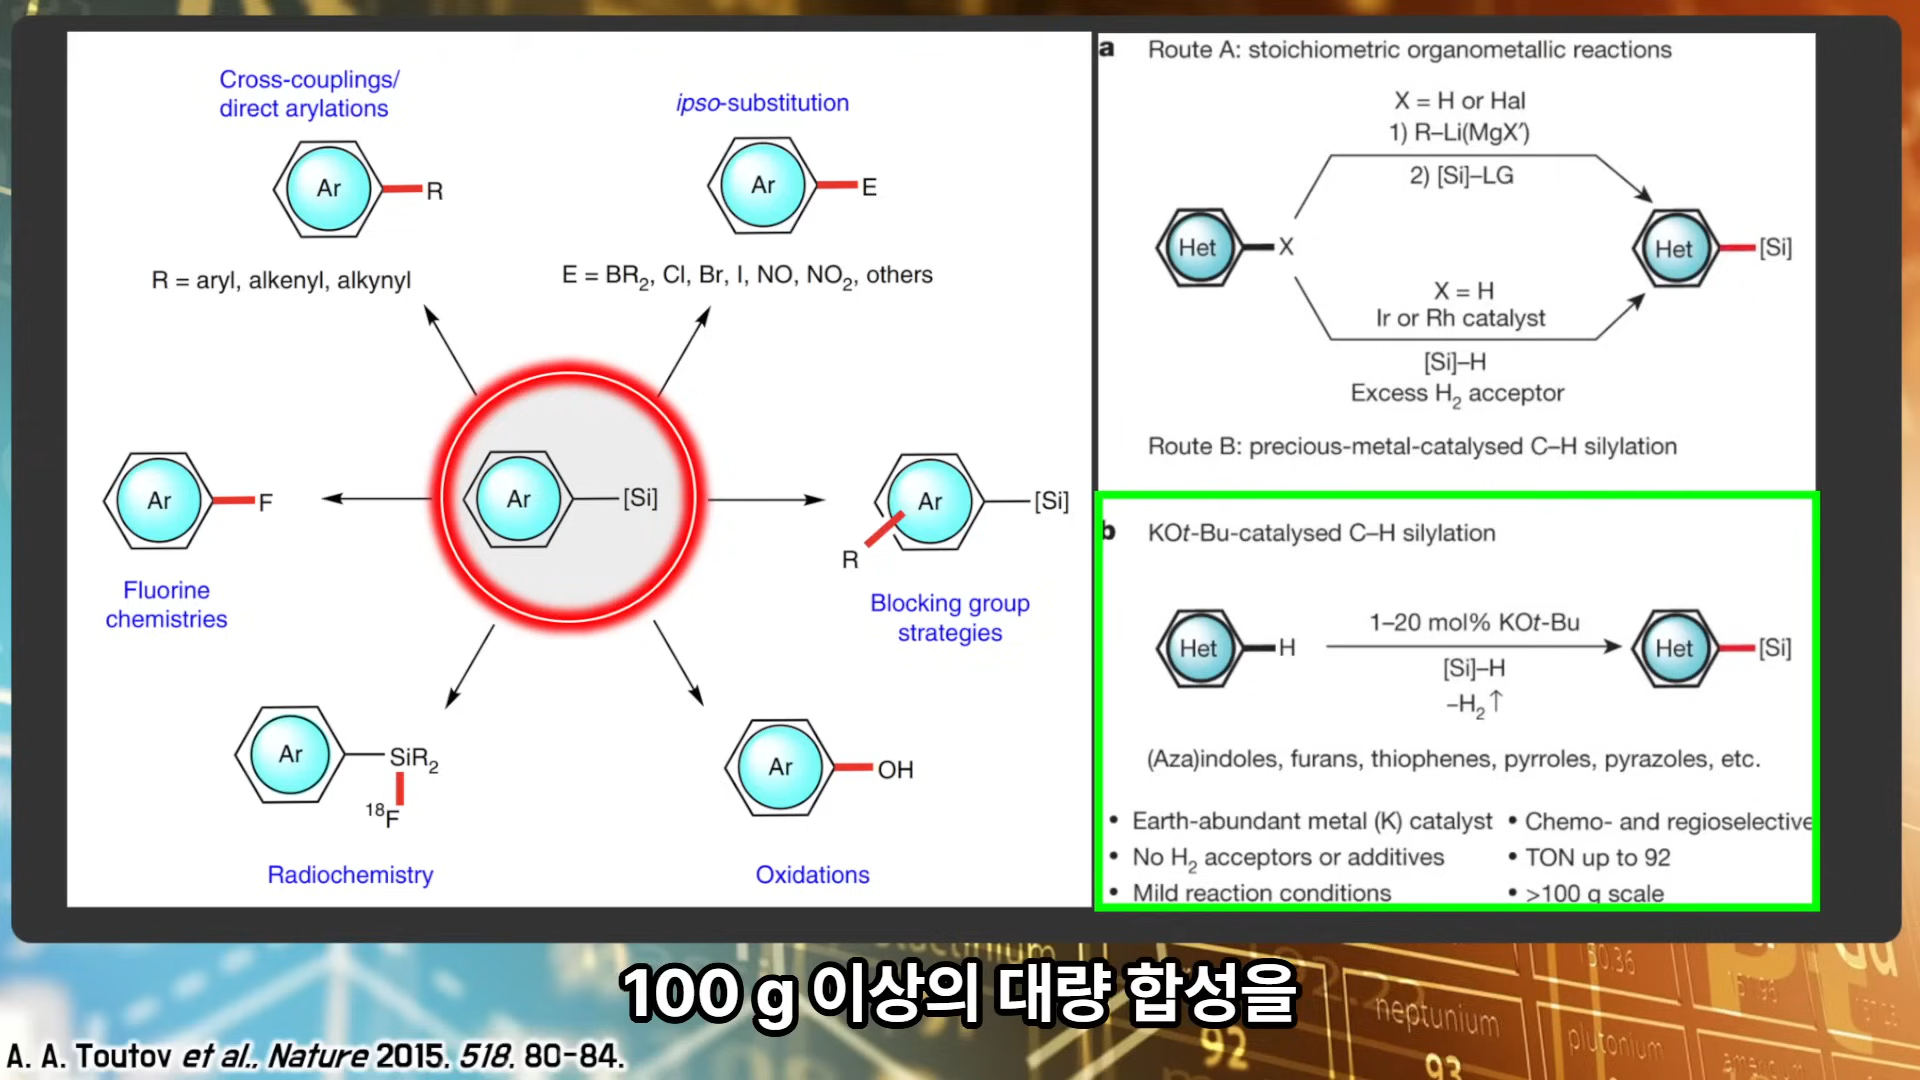 Cross-couplings/
direct arylations
Ar
R
R = aryl, alkenyl, alkynyl
ipso-substitution
Ar
E
E = BR2, Cl, Br, I, NO, NO2, others
Ar
F
Fluorine
chemistries
Ar
[Si]
Ar
[Si]
R
Blocking group
strategies
Ar
SiR2
18F
Radiochemistry
Ar
OH
Oxidations
a Route A: stoichiometric organometallic reactions
X = H or Hal
1) R–Li(MgX′)
2) [Si]–LG
Het
X
Het
[Si]
X = H
Ir or Rh catalyst
[Si]–H
Excess H2 acceptor
Route B: precious-metal-catalysed C–H silylation
b KOt-Bu-catalysed C–H silylation
Het
H
1–20 mol% KOt-Bu
[Si]–H
–H2↑
Het
[Si]
(Aza)indoles, furans, thiophenes, pyrroles, pyrazoles, etc.
• Earth-abundant metal (K) catalyst
• No H2 acceptors or additives
• Mild reaction conditions
• Chemo- and regioselective
• TON up to 92
• >100 g scale
100 g 이상의 대량 합성을
A. A. Toutov et al., Nature 2015, 518, 80-84.
neptunium
92
93
plutonium